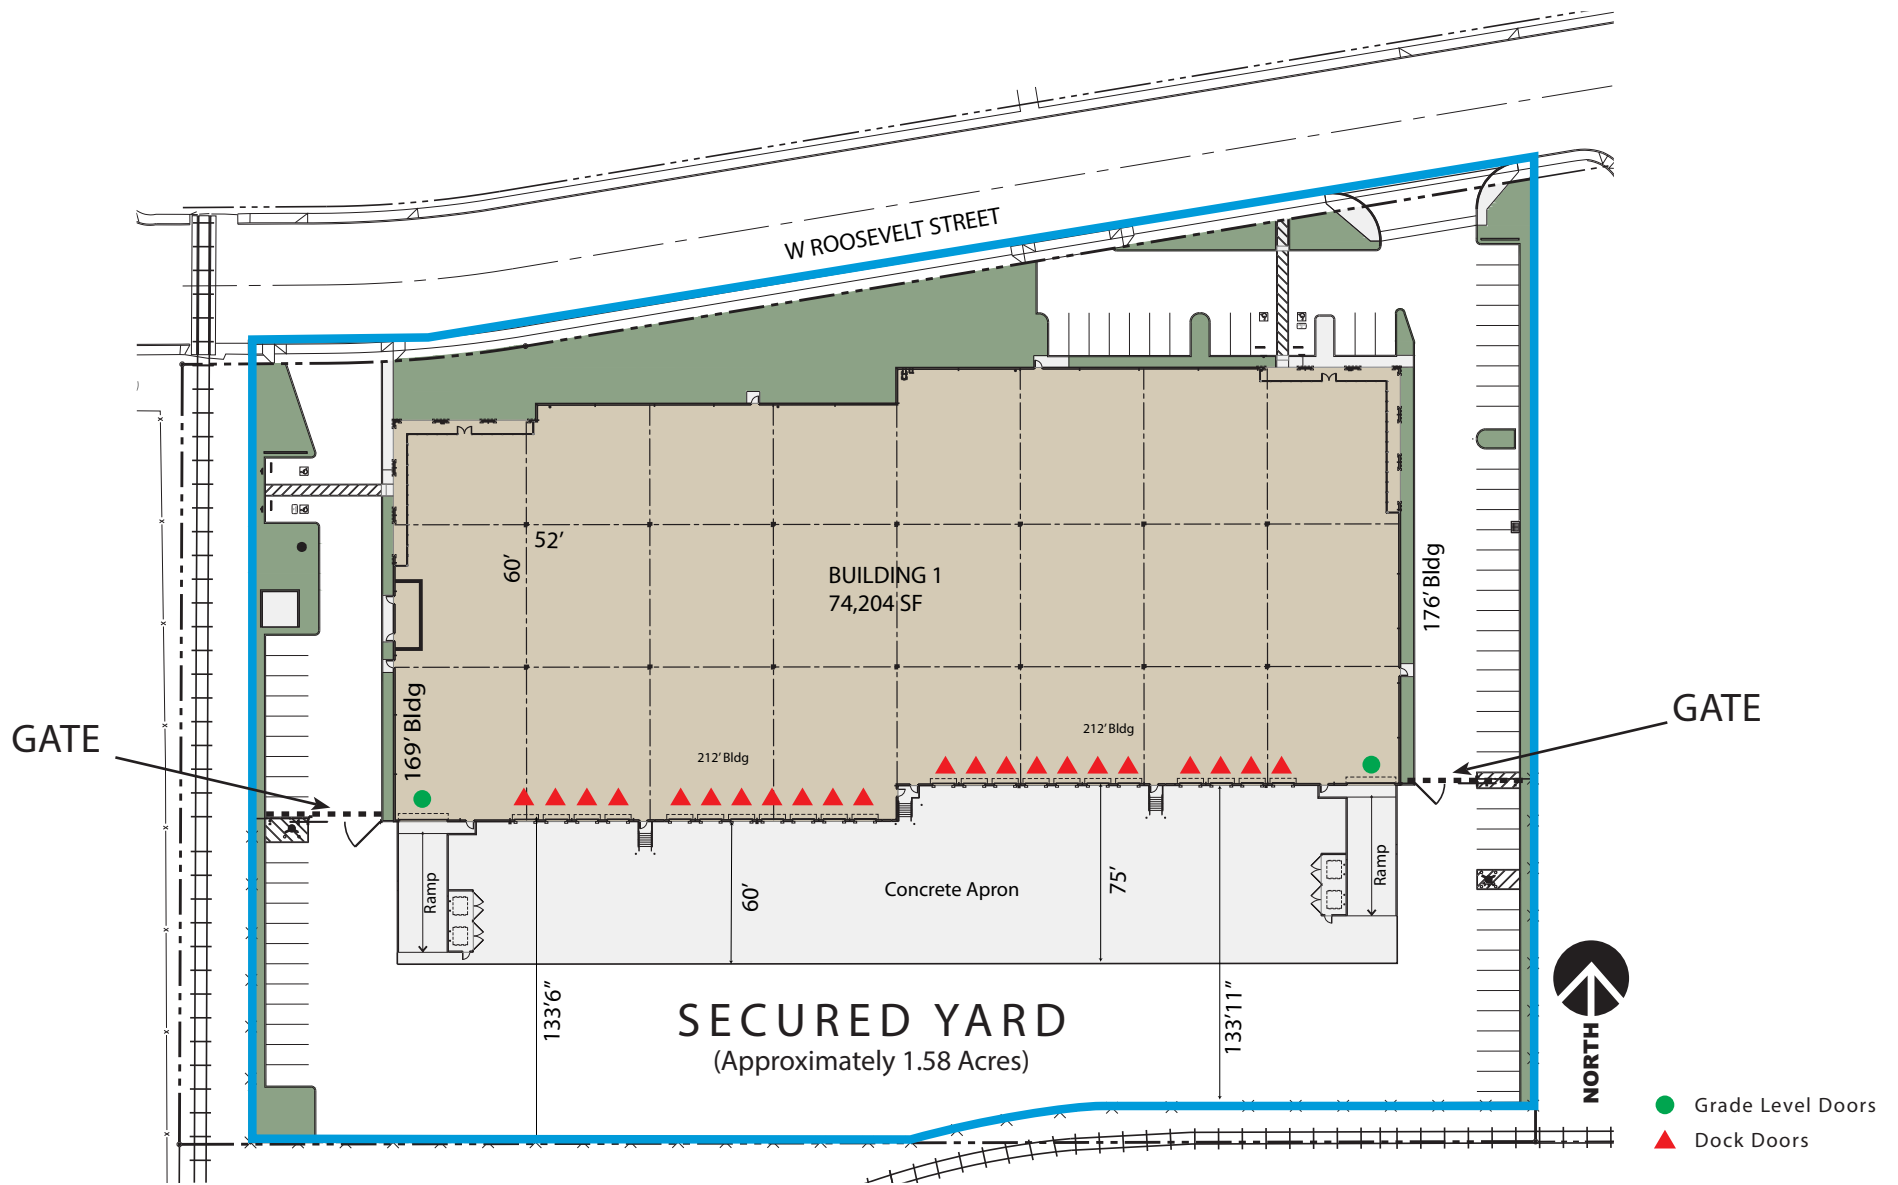 W ROOSEVELT STREET
52’
60’
BUILDING 1
74,204 SF
176’ Bldg
169’ Bldg
GATE
GATE
212’ Bldg
212’ Bldg
Ramp
60’
Concrete Apron
75’
Ramp
133’6”
133’11”
SECURED YARD
(Approximately 1.58 Acres)
NORTH
Grade Level Doors
Dock Doors